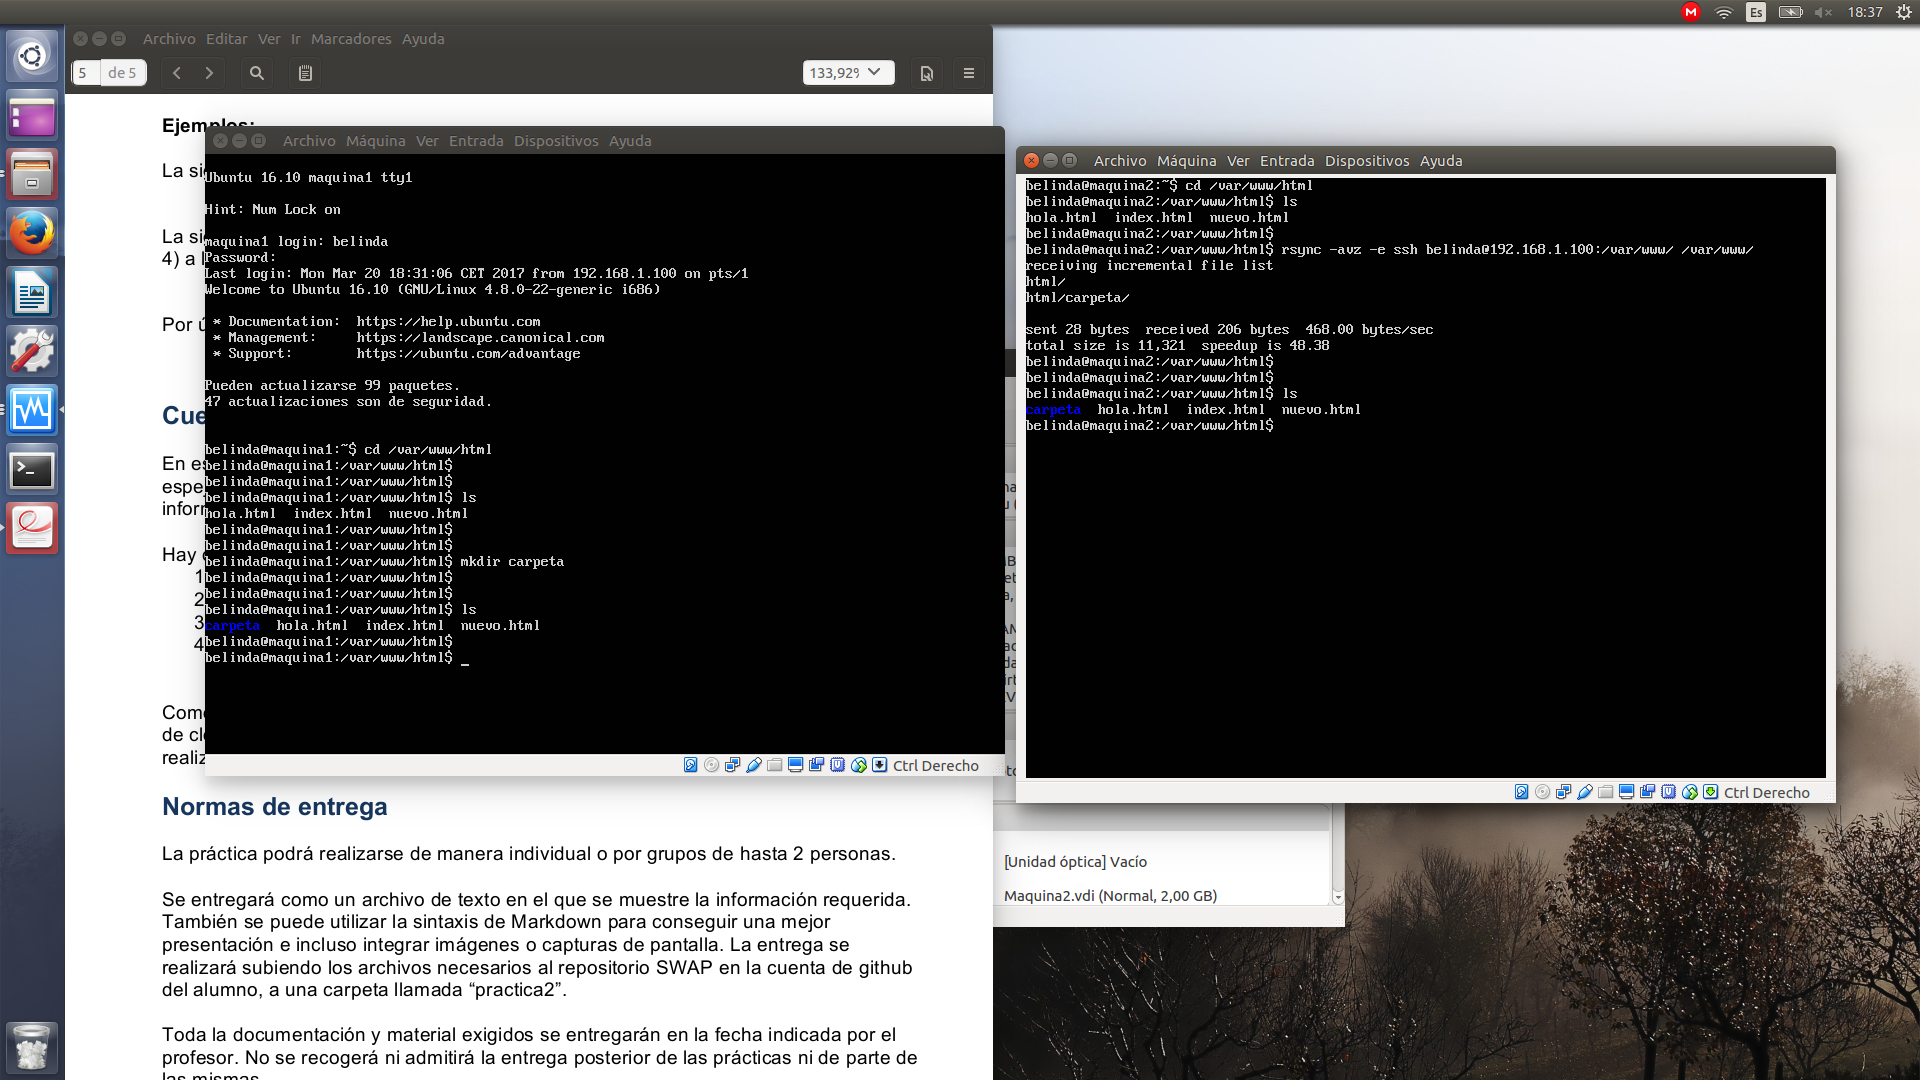 Es
18:37
Archivo Editar Ver Ir Marcadores Ayuda
5 de 5
133,92%
Ejemplos:
La si
La si
4) a l
Por ú
Cue
En es
espe
inform
Hay
1
2
3
4
Como
de cl
realiz
Normas de entrega
La práctica podrá realizarse de manera individual o por grupos de hasta 2 personas.
Se entregará como un archivo de texto en el que se muestre la información requerida.
También se puede utilizar la sintaxis de Markdown para conseguir una mejor
presentación e incluso integrar imágenes o capturas de pantalla. La entrega se
realizará subiendo los archivos necesarios al repositorio SWAP en la cuenta de github
del alumno, a una carpeta llamada “practica2”.
Toda la documentación y material exigidos se entregarán en la fecha indicada por el
profesor. No se recogerá ni admitirá la entrega posterior de las prácticas ni de parte de
las mismas.
Archivo Máquina Ver Entrada Dispositivos Ayuda
Ubuntu 16.10 maquina1 tty1
Hint: Num Lock on
maquina1 login: belinda
Password:
Last login: Mon Mar 20 18:31:06 CET 2017 from 192.168.1.100 on pts/1
Welcome to Ubuntu 16.10 (GNU/Linux 4.8.0-22-generic i686)
* Documentation: https://help.ubuntu.com
* Management: https://landscape.canonical.com
* Support: https://ubuntu.com/advantage
Pueden actualizarse 99 paquetes.
47 actualizaciones son de seguridad.
belinda@maquina1:~$ cd /var/www/html
belinda@maquina1:/var/www/html$
belinda@maquina1:/var/www/html$
belinda@maquina1:/var/www/html$ ls
hola.html index.html nuevo.html
belinda@maquina1:/var/www/html$
belinda@maquina1:/var/www/html$
belinda@maquina1:/var/www/html$ mkdir carpeta
belinda@maquina1:/var/www/html$
belinda@maquina1:/var/www/html$
belinda@maquina1:/var/www/html$ ls
carpeta hola.html index.html nuevo.html
belinda@maquina1:/var/www/html$
belinda@maquina1:/var/www/html$ _
Ctrl Derecho
Archivo Máquina Ver Entrada Dispositivos Ayuda
belinda@maquina2:~$ cd /var/www/html
belinda@maquina2:/var/www/html$ ls
hola.html index.html nuevo.html
belinda@maquina2:/var/www/html$
belinda@maquina2:/var/www/html$ rsync -avz -e ssh belinda@192.168.1.100:/var/www/ /var/www/
receiving incremental file list
html/
html/carpeta/
sent 28 bytes received 206 bytes 468.00 bytes/sec
total size is 11,321 speedup is 48.38
belinda@maquina2:/var/www/html$
belinda@maquina2:/var/www/html$
belinda@maquina2:/var/www/html$ ls
carpeta hola.html index.html nuevo.html
belinda@maquina2:/var/www/html$
Ctrl Derecho
[Unidad óptica] Vacío
Maquina2.vdi (Normal, 2,00 GB)